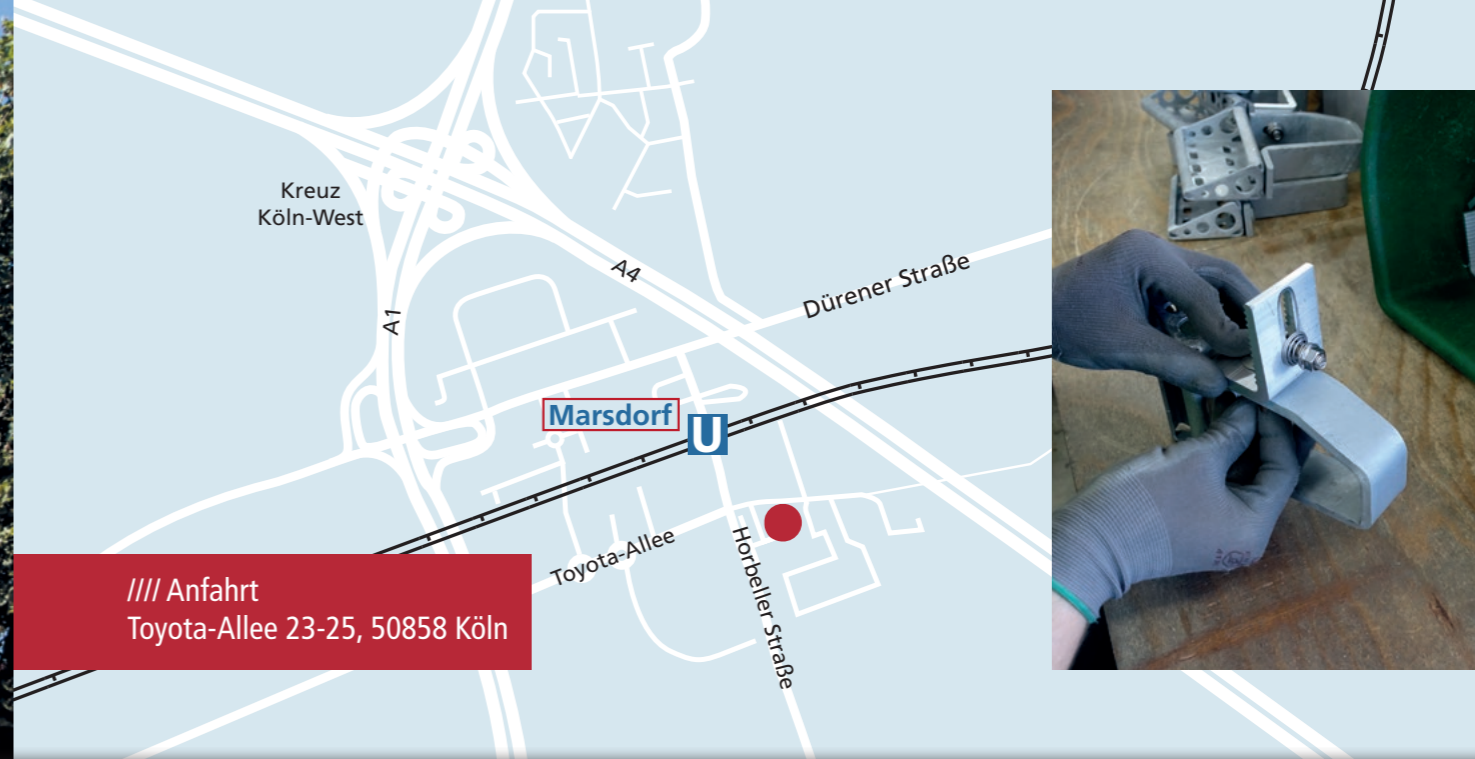 Kreuz
Köln-West
A4
A1
Dürener Straße
Marsdorf
U
Toyota-Allee
Horbeller Straße
//// Anfahrt
Toyota-Allee 23-25, 50858 Köln